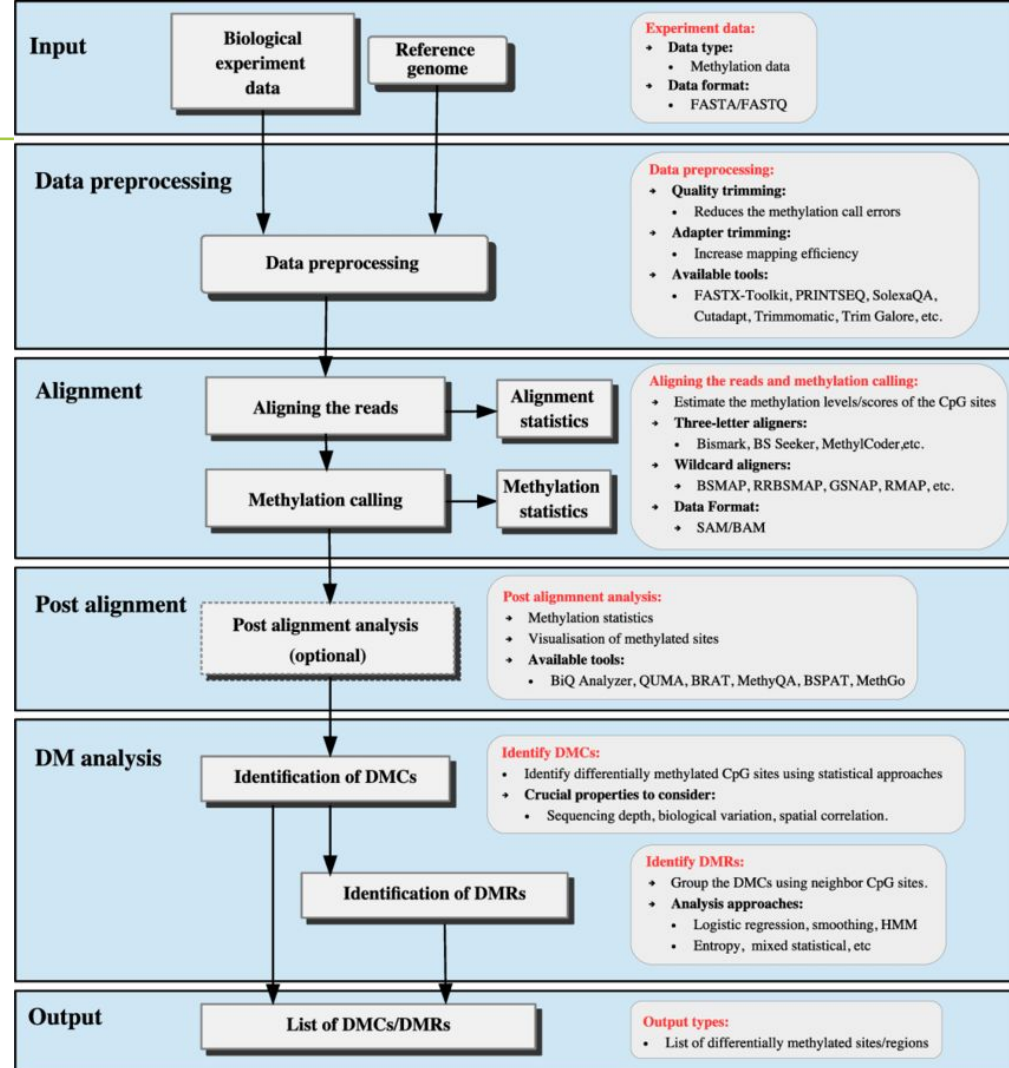 Input
Biological
experiment
data
Reference
genome
Experiment data:
➔ Data type:
• Methylation data
➔ Data format:
• FASTA/FASTQ
Data preprocessing
Data preprocessing
Data preprocessing:
➔ Quality trimming:
• Reduces the methylation call errors
➔ Adapter trimming:
• Increase mapping efficiency
➔ Available tools:
• FASTX-Toolkit, PRINTSEQ, SolexaQA,
Cutadapt, Trimmomatic, Trim Galore, etc.
Alignment
Aligning the reads
Alignment
statistics
Methylation calling
Methylation
statistics
Aligning the reads and methylation calling:
➔ Estimate the methylation levels/scores of the CpG sites
➔ Three-letter aligners:
• Bismark, BS Seeker, MethylCoder,etc.
➔ Wildcard aligners:
➔ BSMAP, RRBSMAP, GSNAP, RMAP, etc.
➔ Data Format:
➔ SAM/BAM
Post alignment
Post alignment analysis
(optional)
Post alignmnent analysis:
➔ Methylation statistics
➔ Visualisation of methylated sites
➔ Available tools:
• BiQ Analyzer, QUMA, BRAT, MethyQA, BSPAT, MethGo
DM analysis
Identification of DMCs
Identify DMCs:
• Identify differentially methylated CpG sites using statistical approaches
➔ Crucial properties to consider:
• Sequencing depth, biological variation, spatial correlation.
Identification of DMRs
Identify DMRs:
➔ Group the DMCs using neighbor CpG sites.
➔ Analysis approaches:
• Logistic regression, smoothing, HMM
• Entropy, mixed statistical, etc
Output
List of DMCs/DMRs
Output types:
• List of differentially methylated sites/regions